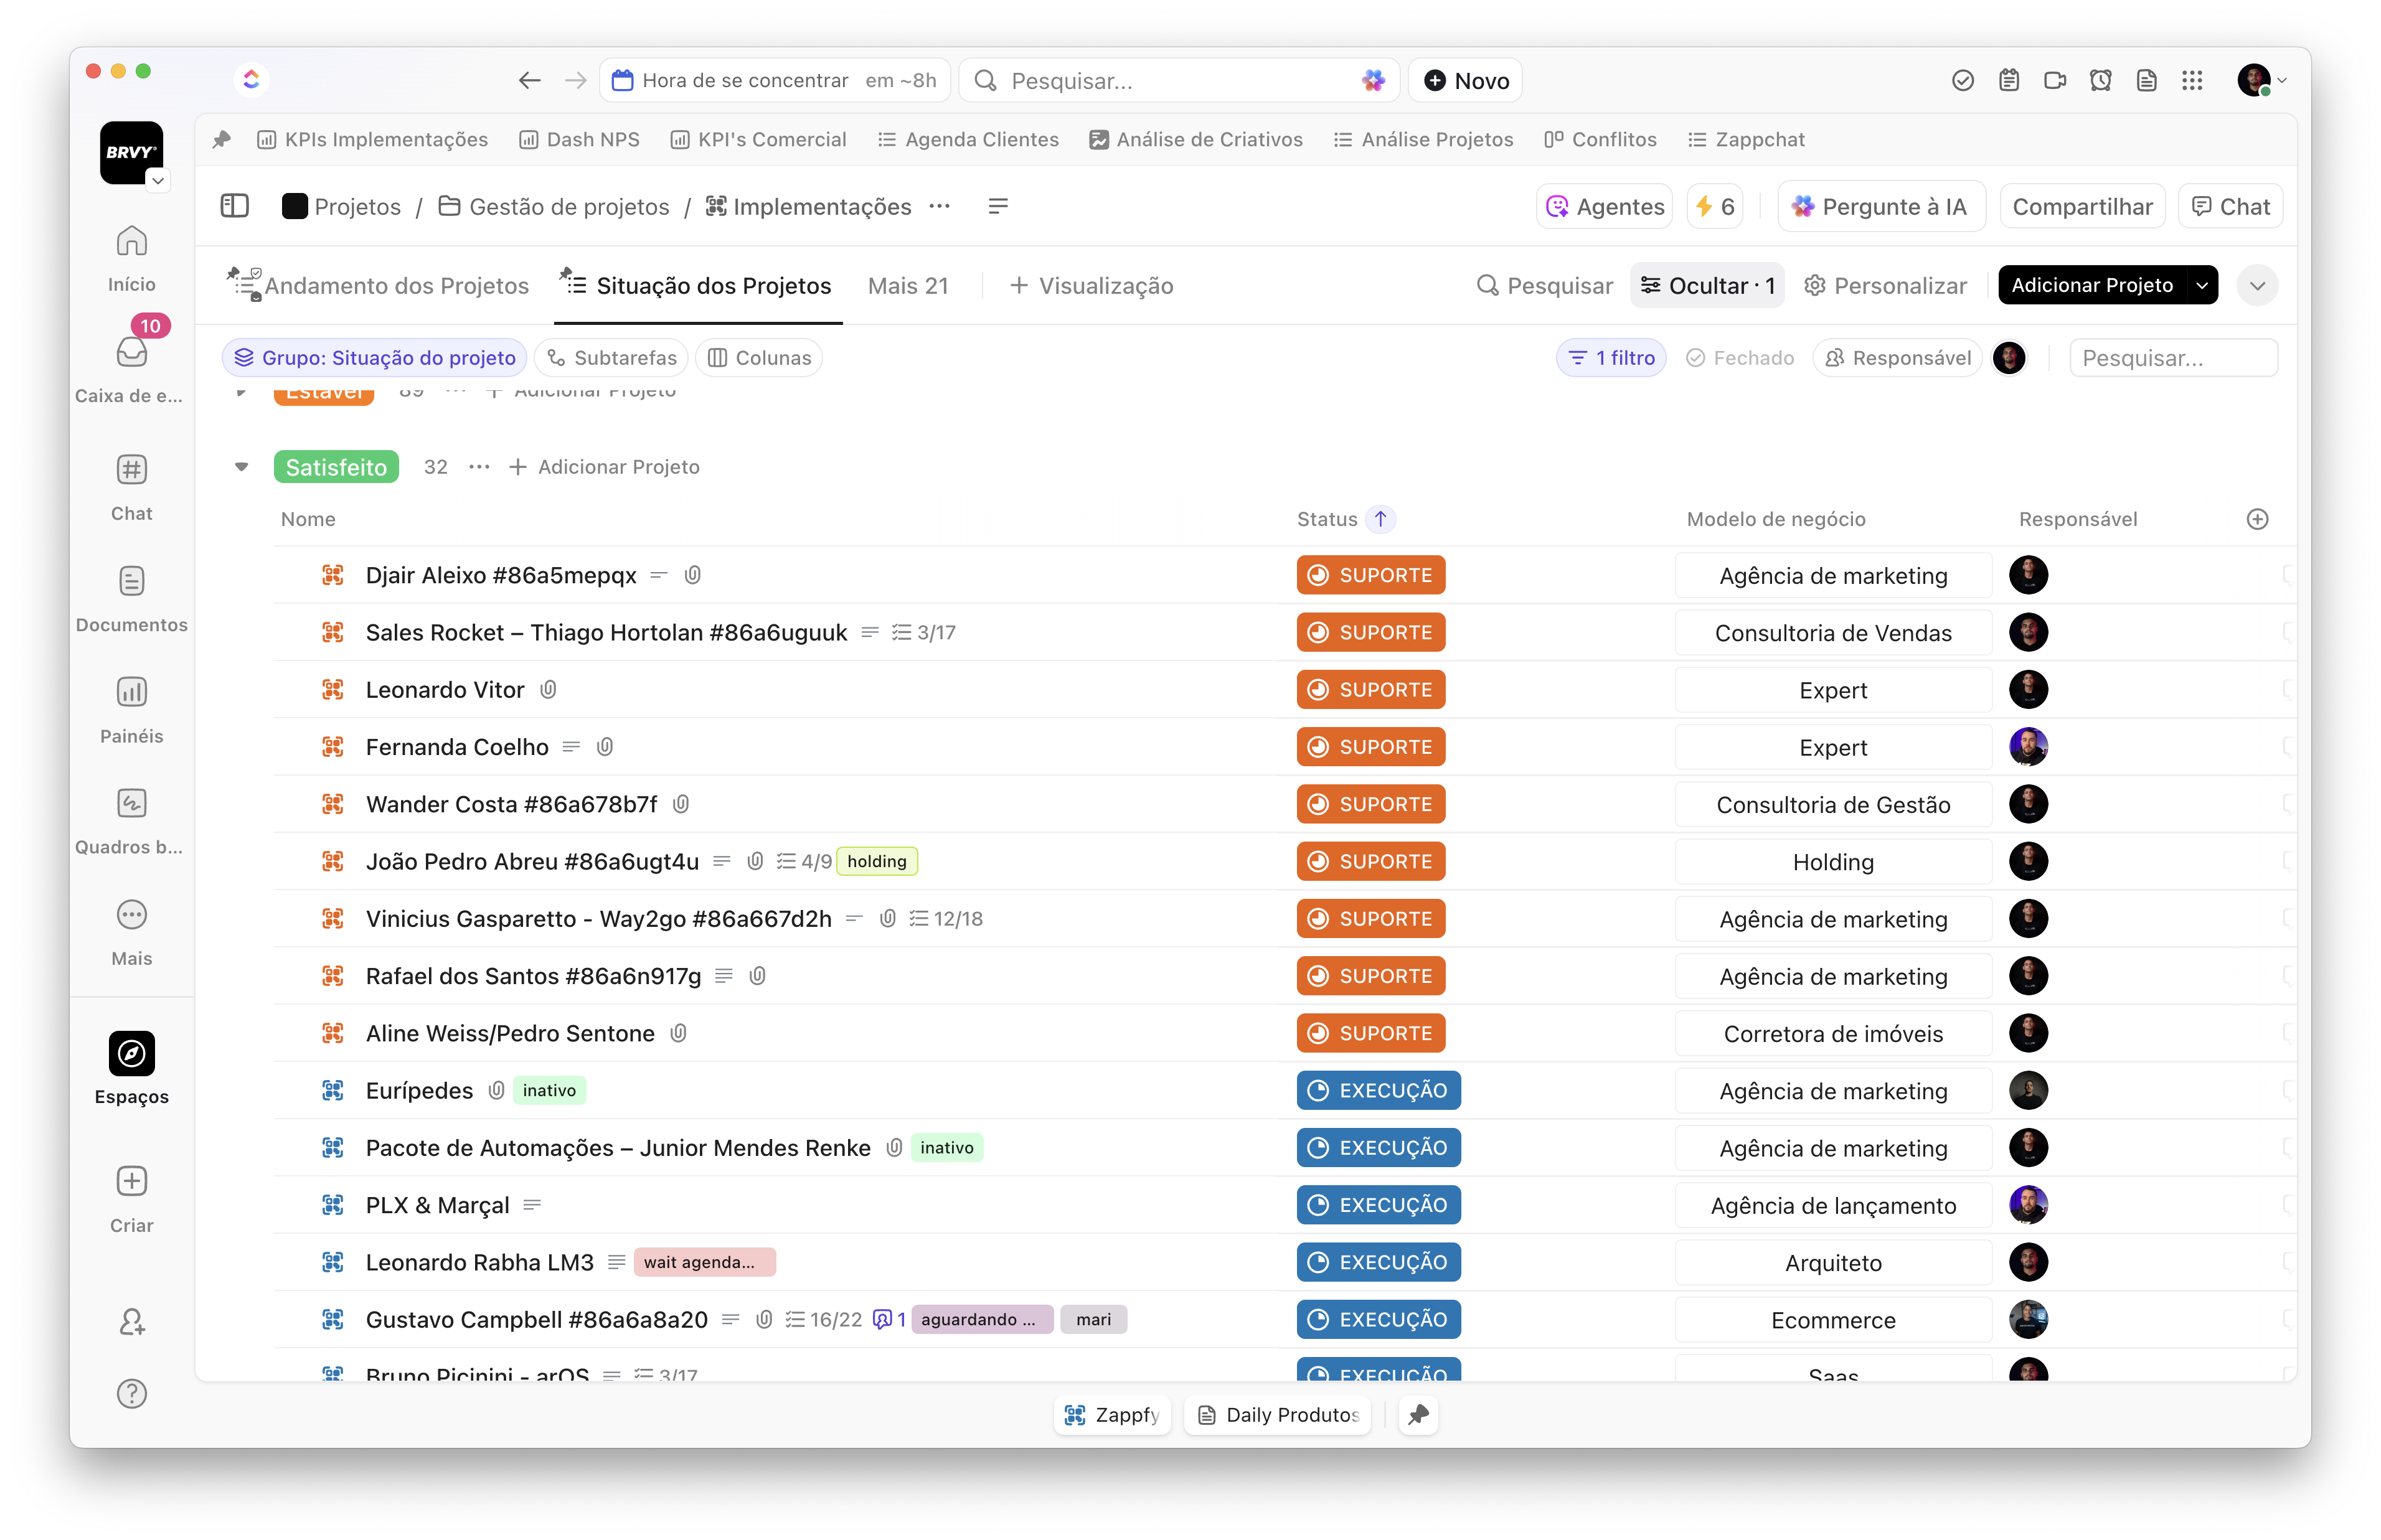 Hora de se concentrar em ~8h
Pesquisar...
Novo
BRVY
KPIs Implementações
Dash NPS
KPI's Comercial
Agenda Clientes
Análise de Criativos
Análise Projetos
Conflitos
Zappchat
Projetos / Gestão de projetos / Implementações
Agentes
6
Pergunte à IA
Compartilhar
Chat
Início
10
Caixa de e...
Chat
Documentos
Painéis
Quadros b...
Mais
Espaços
Criar
Andamento dos Projetos
Situação dos Projetos
Mais 21
Visualização
Pesquisar
Ocultar · 1
Personalizar
Adicionar Projeto
Grupo: Situação do projeto
Subtarefas
Colunas
1 filtro
Fechado
Responsável
Pesquisar...
Estável 89 ... + Adicionar Projeto
Satisfeito 32 ... + Adicionar Projeto
Nome Status Modelo de negócio Responsável
Djair Aleixo #86a5mepqx SUPORTE Agência de marketing
Sales Rocket – Thiago Hortolan #86a6uguuk 3/17 SUPORTE Consultoria de Vendas
Leonardo Vitor SUPORTE Expert
Fernanda Coelho SUPORTE Expert
Wander Costa #86a678b7f SUPORTE Consultoria de Gestão
João Pedro Abreu #86a6ugt4u 4/9 holding SUPORTE Holding
Vinicius Gasparetto - Way2go #86a667d2h 12/18 SUPORTE Agência de marketing
Rafael dos Santos #86a6n917g SUPORTE Agência de marketing
Aline Weiss/Pedro Sentone SUPORTE Corretora de imóveis
Eurípedes inativo EXECUÇÃO Agência de marketing
Pacote de Automações – Junior Mendes Renke inativo EXECUÇÃO Agência de marketing
PLX & Marçal EXECUÇÃO Agência de lançamento
Leonardo Rabha LM3 wait agenda... EXECUÇÃO Arquiteto
Gustavo Campbell #86a6a8a20 16/22 1 aguardando ... mari EXECUÇÃO Ecommerce
Bruno Picinini - arOS 3/17 EXECUÇÃO Saas
Zappfy
Daily Produtos